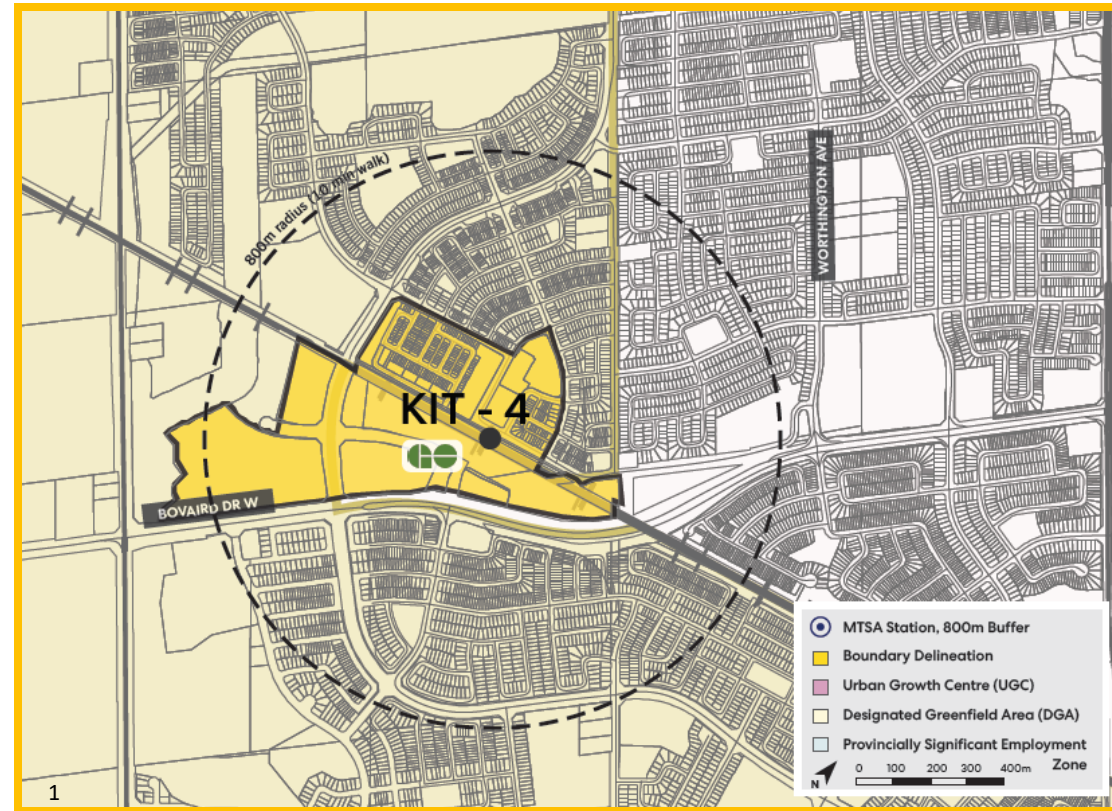 800m radius (10 min walk)
WORTHINGTON AVE
KIT - 4
GO
BOVAIRD DR W
MTSA Station, 800m Buffer
Boundary Delineation
Urban Growth Centre (UGC)
Designated Greenfield Area (DGA)
Provincially Significant Employment
Zone
N
0 100 200 300 400m
1